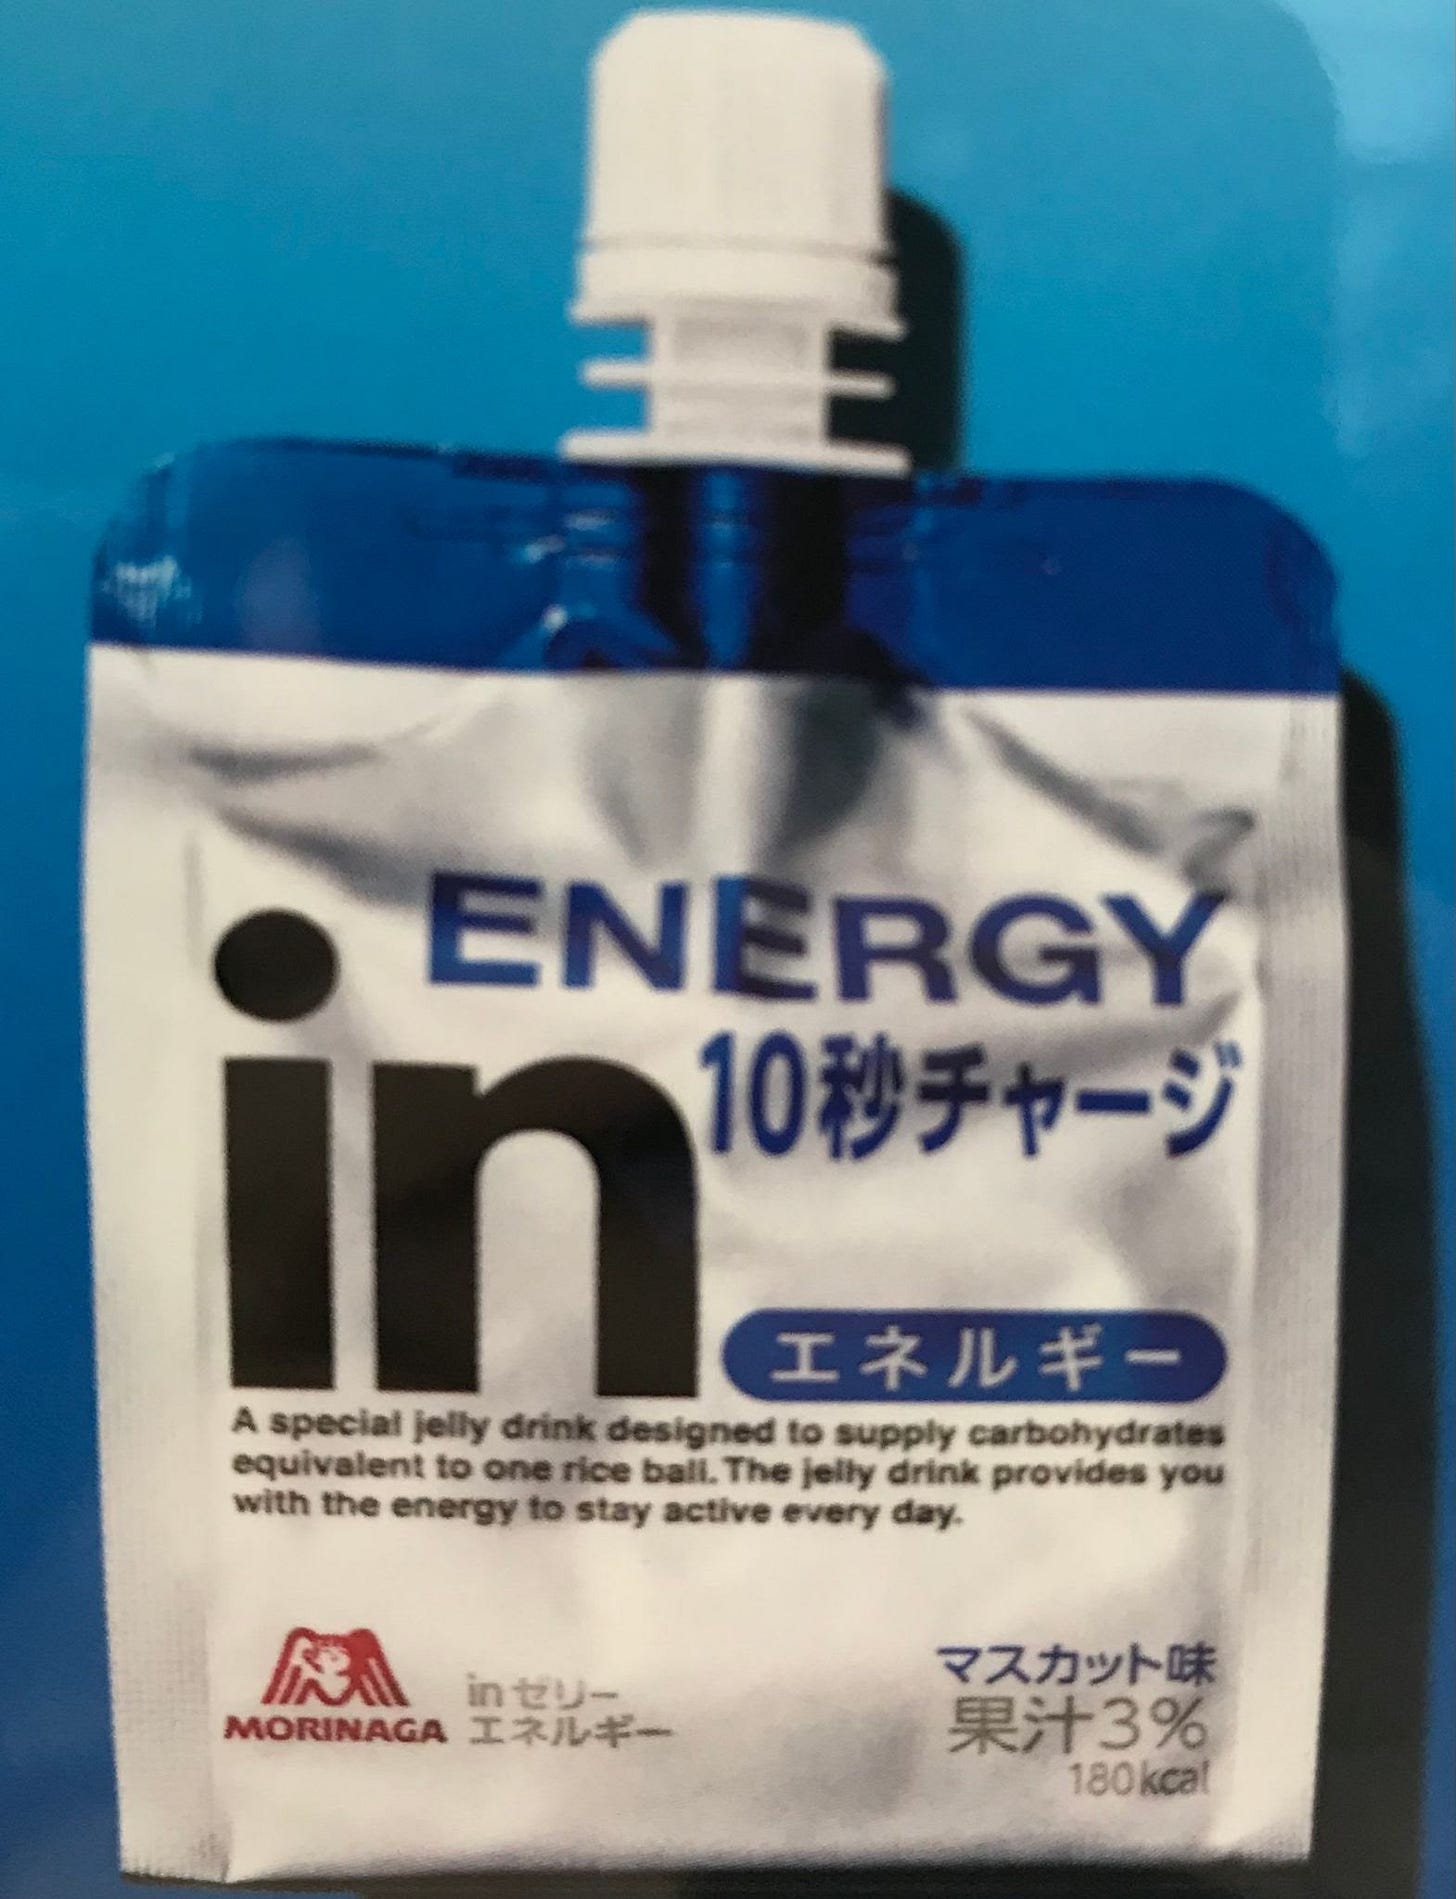 ENERGY
in
10秒チャージ
エネルギー
A special jelly drink designed to supply carbohydrates
equivalent to one rice ball. The jelly drink provides you
with the energy to stay active every day.
MORINAGA
inゼリー
エネルギー
マスカット味
果汁3%
180kcal